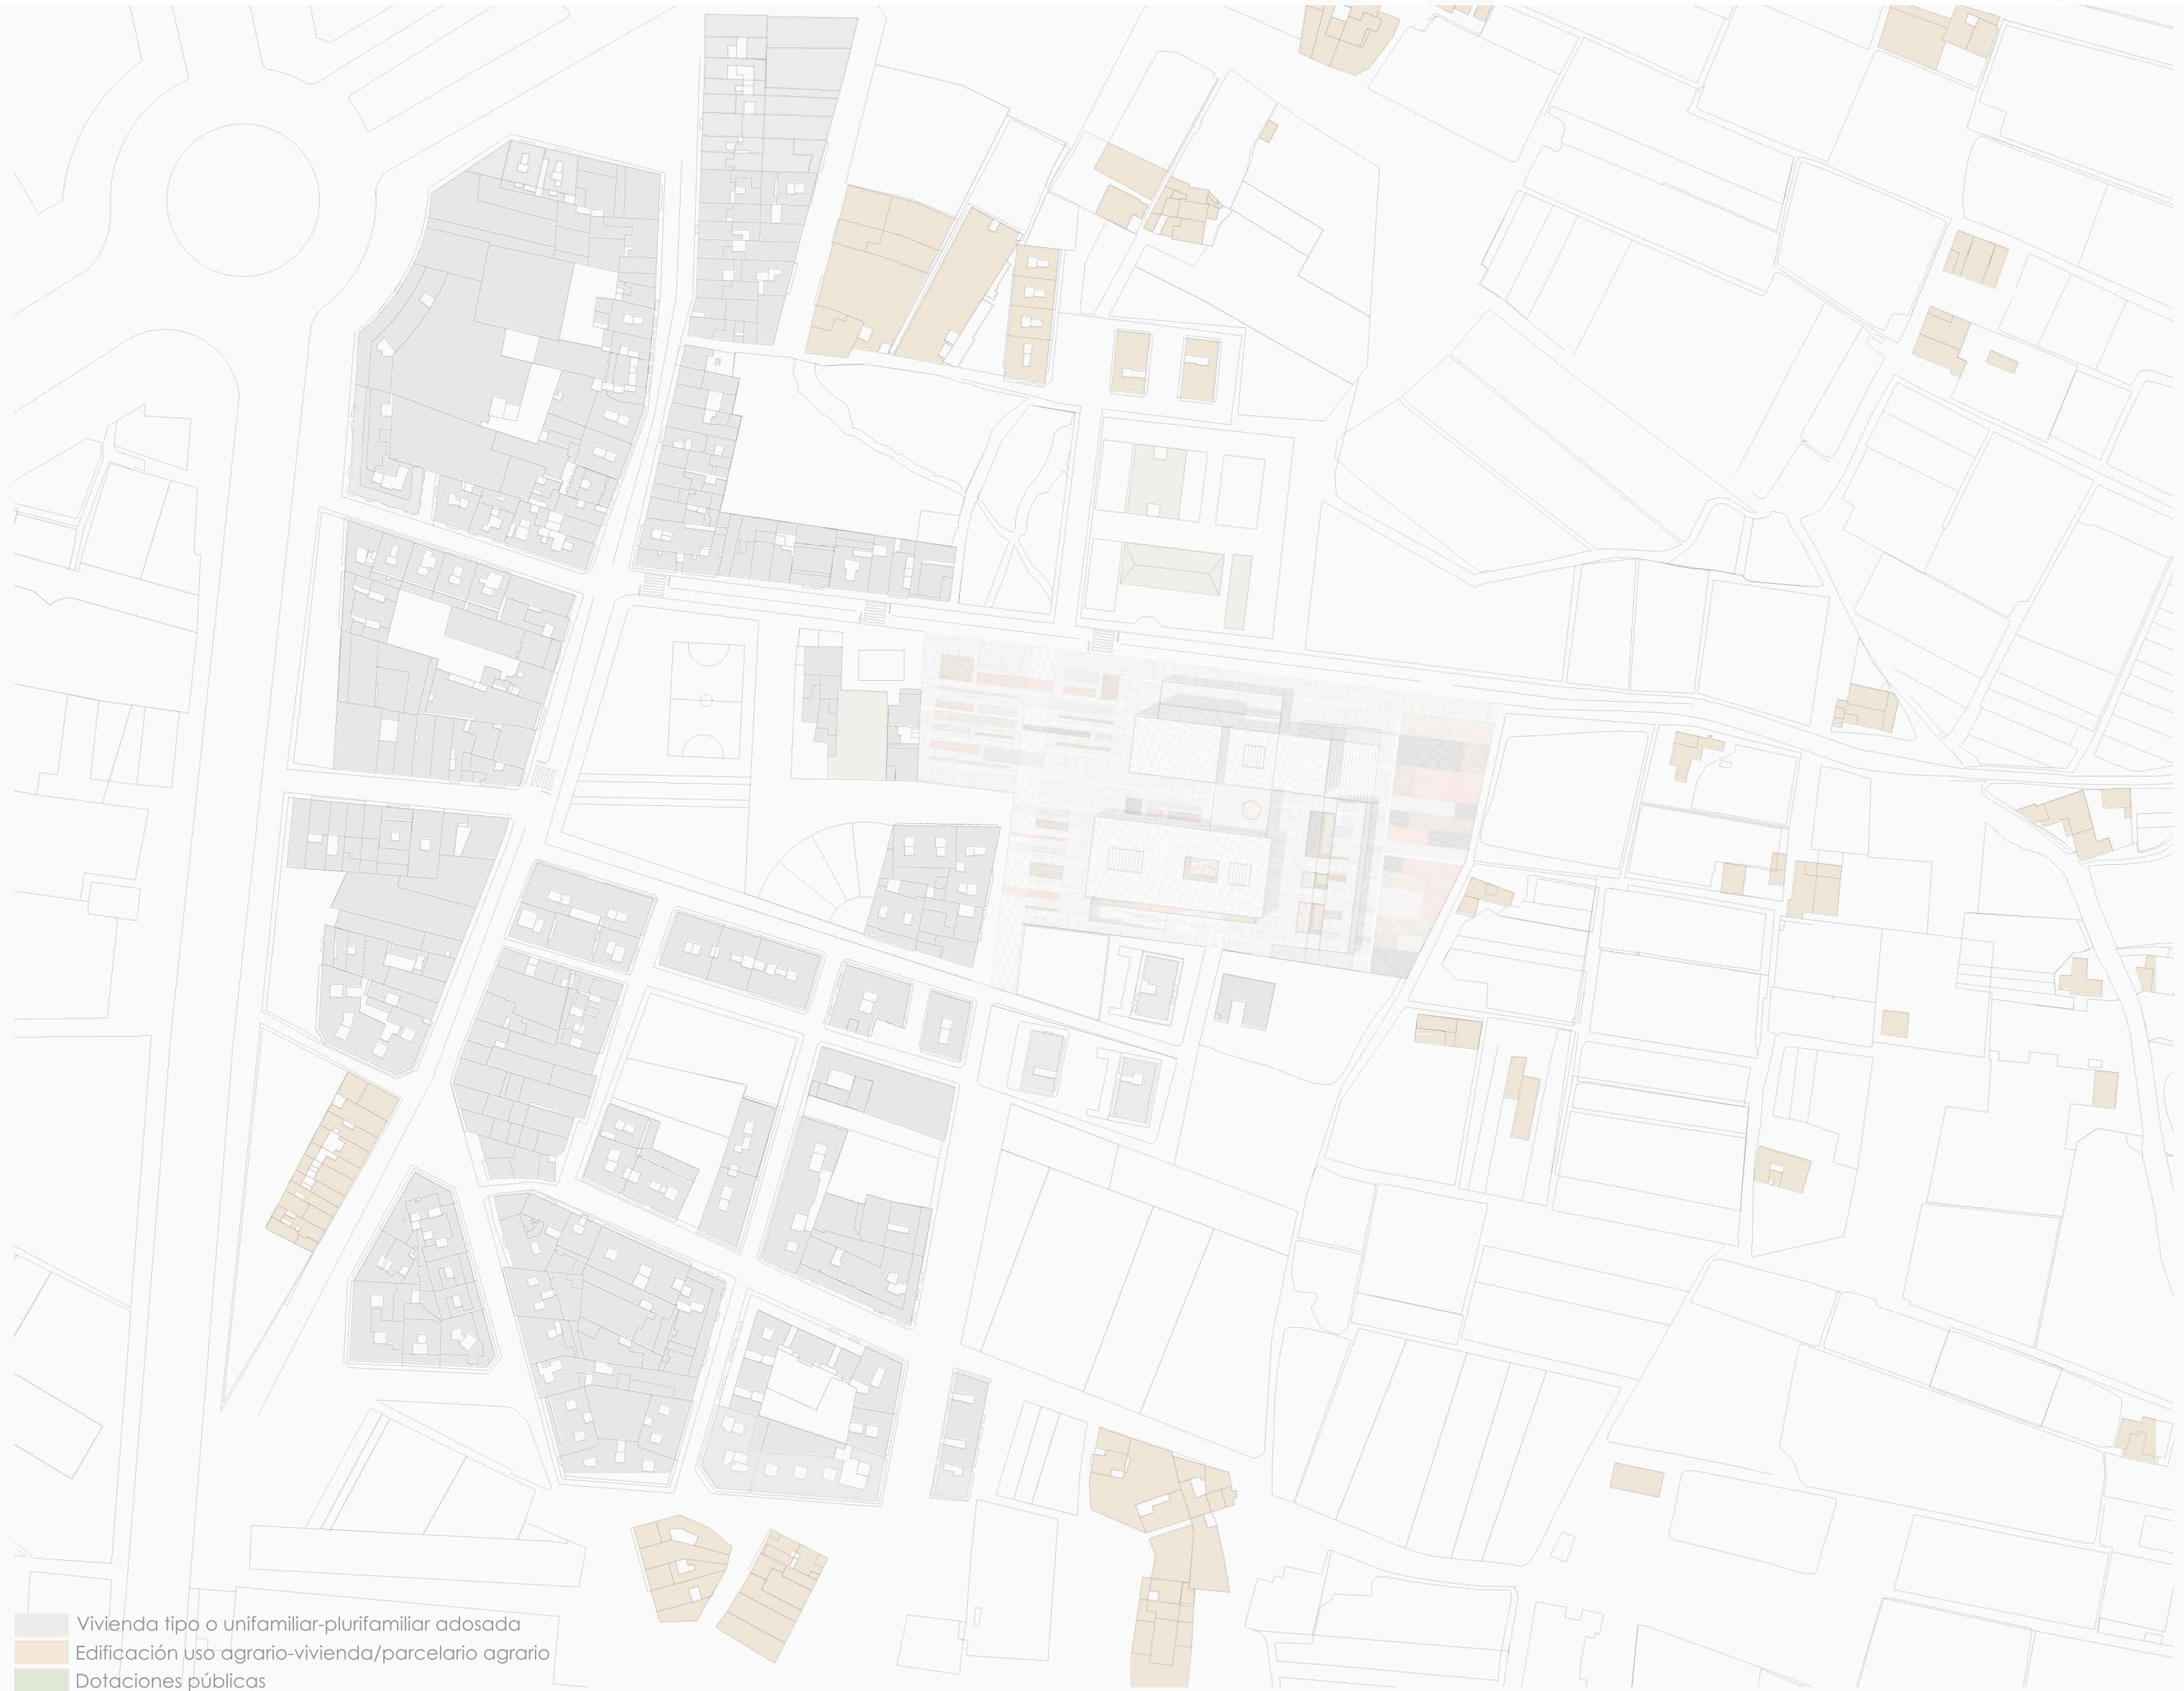 Vivienda tipo o unifamiliar-plurifamiliar adosada
Edificación uso agrario-vivienda/parcelario agrario
Dotaciones públicas